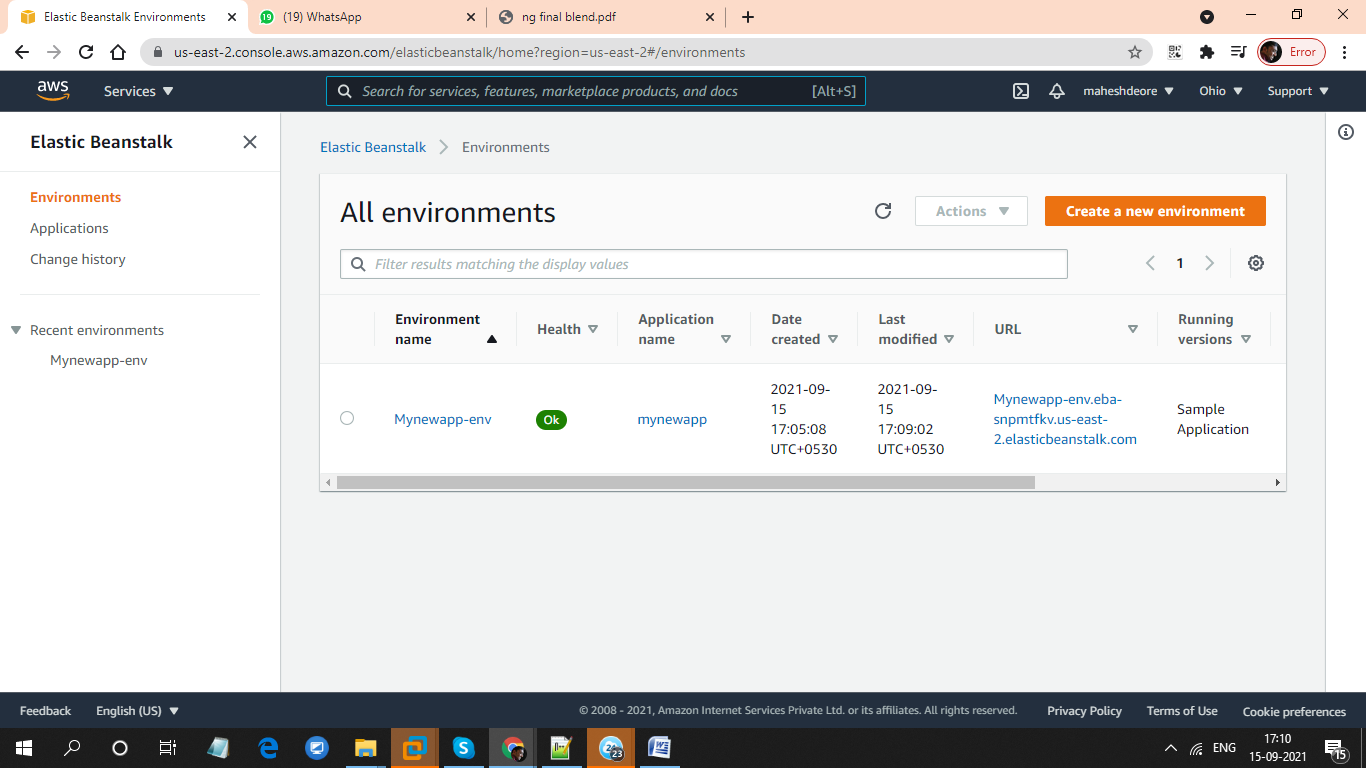 Elastic Beanstalk Environments
(19) WhatsApp
ng final blend.pdf
us-east-2.console.aws.amazon.com/elasticbeanstalk/home?region=us-east-2#/environments
Error
aws
Services
Search for services, features, marketplace products, and docs
[Alt+S]
maheshdeore
Ohio
Support
Elastic Beanstalk
Environments
Applications
Change history
Recent environments
Mynewapp-env
Elastic Beanstalk
Environments
All environments
Actions
Create a new environment
Filter results matching the display values
1
Environment
name
Health
Application
name
Date
created
Last
modified
URL
Running
versions
Mynewapp-env
Ok
mynewapp
2021-09-
15
17:05:08
UTC+0530
2021-09-
15
17:09:02
UTC+0530
Mynewapp-env.eba-
snpmtfkv.us-east-
2.elasticbeanstalk.com
Sample
Application
Feedback
English (US)
© 2008 - 2021, Amazon Internet Services Private Ltd. or its affiliates. All rights reserved.
Privacy Policy
Terms of Use
Cookie preferences
ENG
17:10
15-09-2021
15